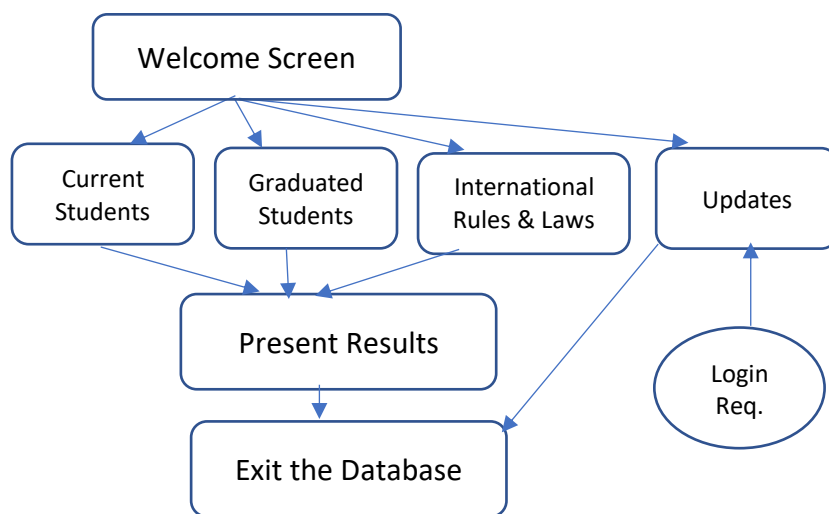 Welcome Screen
Current
Students
Graduated
Students
International
Rules & Laws
Updates
Present Results
Login
Req.
Exit the Database